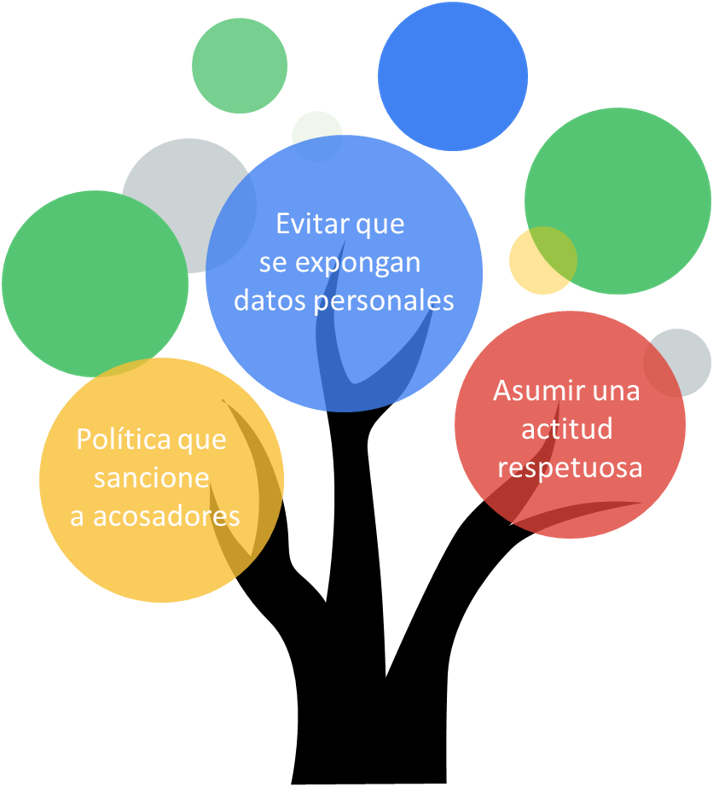 Evitar que
se expongan
datos personales
Política que
sancione
a acosadores
Asumir una
actitud
respetuosa